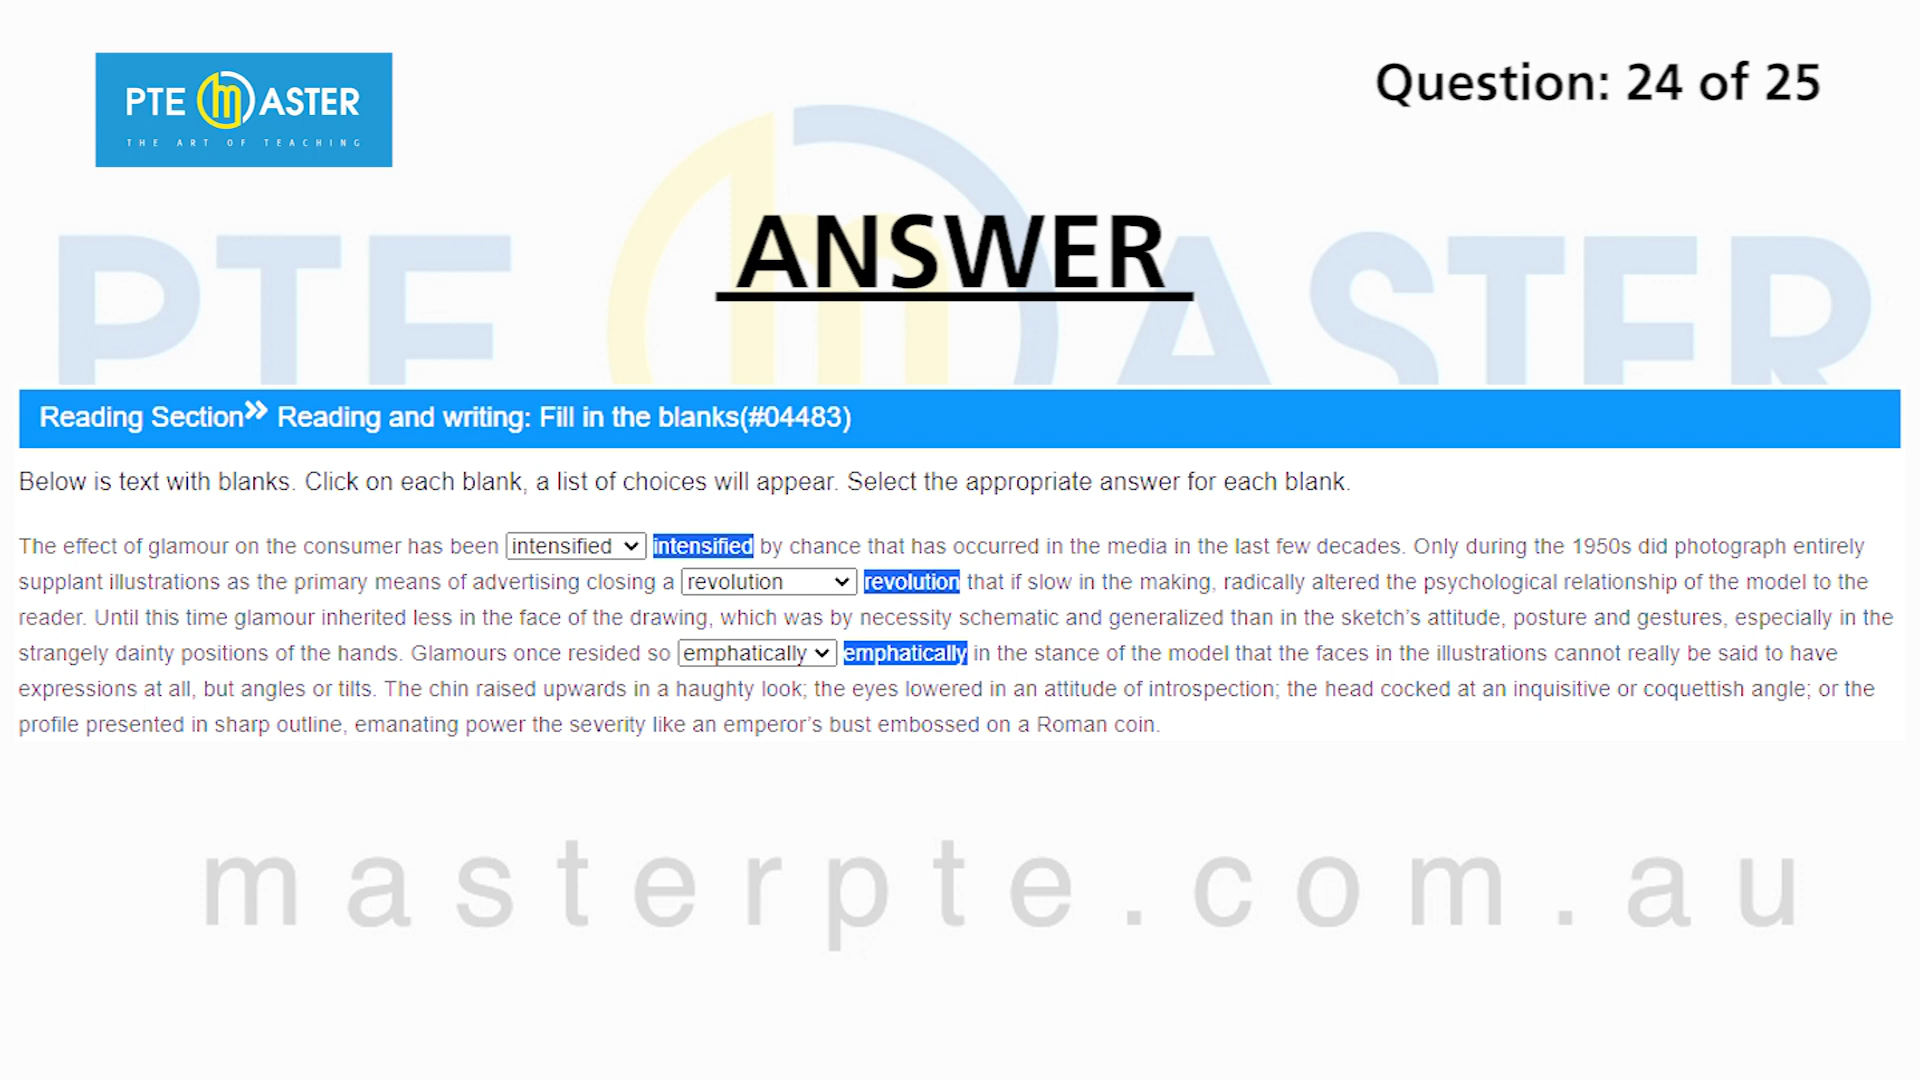 PTE MASTER
THE ART OF TEACHING
Question: 24 of 25
PTE MASTER
ANSWER
Reading Section» Reading and writing: Fill in the blanks(#04483)
Below is text with blanks. Click on each blank, a list of choices will appear. Select the appropriate answer for each blank.
The effect of glamour on the consumer has been intensified intensified by chance that has occurred in the media in the last few decades. Only during the 1950s did photograph entirely
supplant illustrations as the primary means of advertising closing a revolution revolution that if slow in the making, radically altered the psychological relationship of the model to the
reader. Until this time glamour inherited less in the face of the drawing, which was by necessity schematic and generalized than in the sketch's attitude, posture and gestures, especially in the
strangely dainty positions of the hands. Glamours once resided so emphatically emphatically in the stance of the model that the faces in the illustrations cannot really be said to have
expressions at all, but angles or tilts. The chin raised upwards in a haughty look; the eyes lowered in an attitude of introspection; the head cocked at an inquisitive or coquettish angle; or the
profile presented in sharp outline, emanating power the severity like an emperor's bust embossed on a Roman coin.
masterpte.com.au